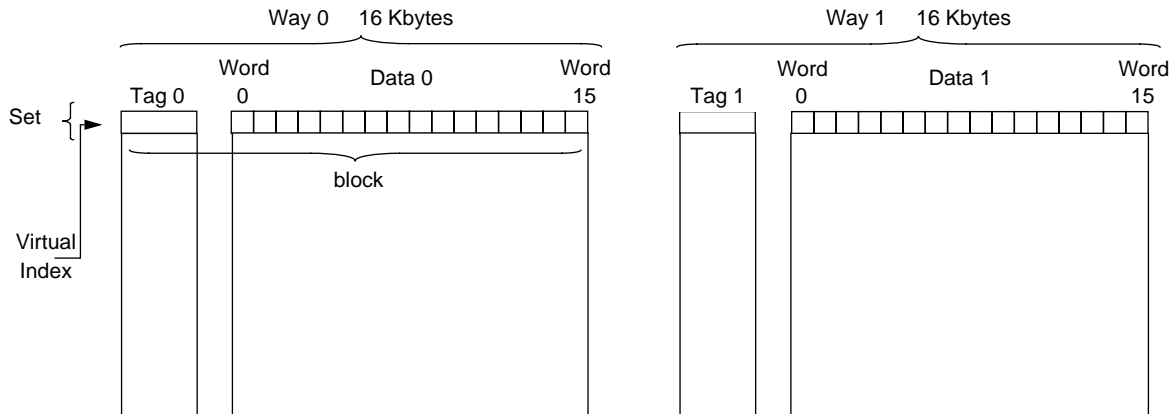 Way 0 16 Kbytes
Way 1 16 Kbytes
Word Data 0 Word
Word Data 1 Word
Tag 0 0 15
Tag 1 0 15
Set
block
Virtual
Index